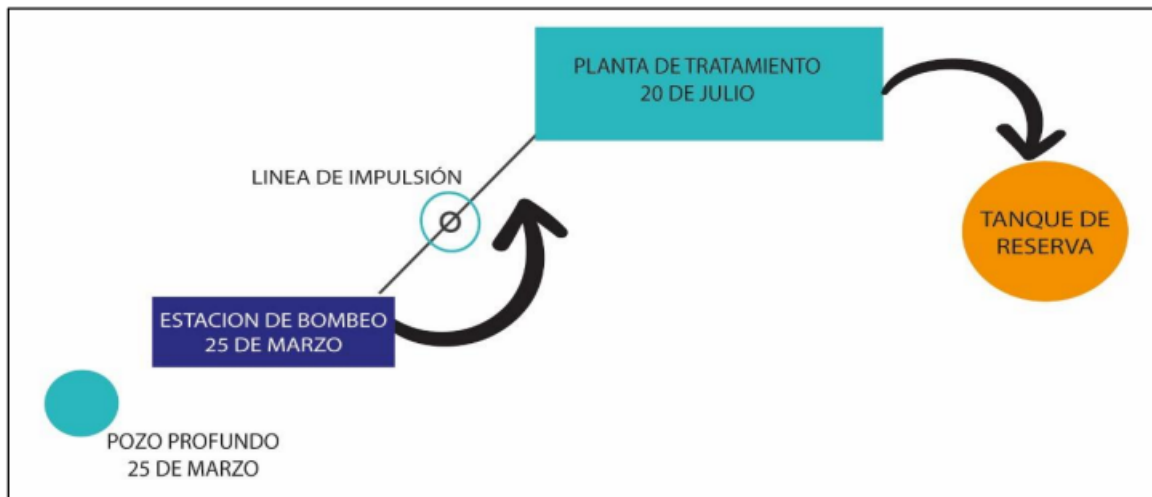 PLANTA DE TRATAMIENTO
20 DE JULIO
LINEA DE IMPULSIÓN
TANQUE DE
RESERVA
ESTACION DE BOMBEO
25 DE MARZO
POZO PROFUNDO
25 DE MARZO